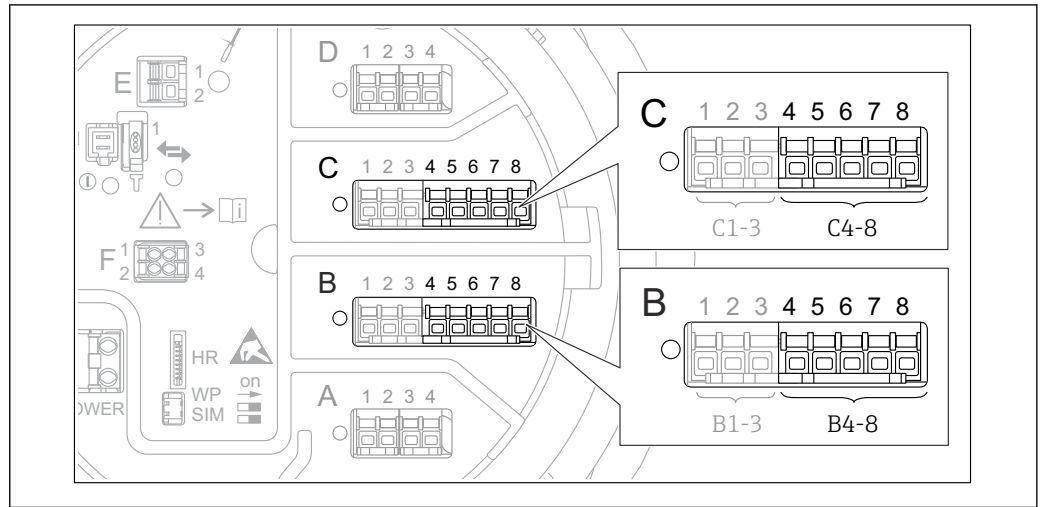 D 1 2 3 4
E 1
2
1
C 1 2 3 4 5 6 7 8
i
F 1 3
2 4
B 1 2 3 4 5 6 7 8
HR
WP on
SIM
OWER
A 1 2 3 4
C 1 2 3 4 5 6 7 8
C1-3 C4-8
B 1 2 3 4 5 6 7 8
B1-3 B4-8